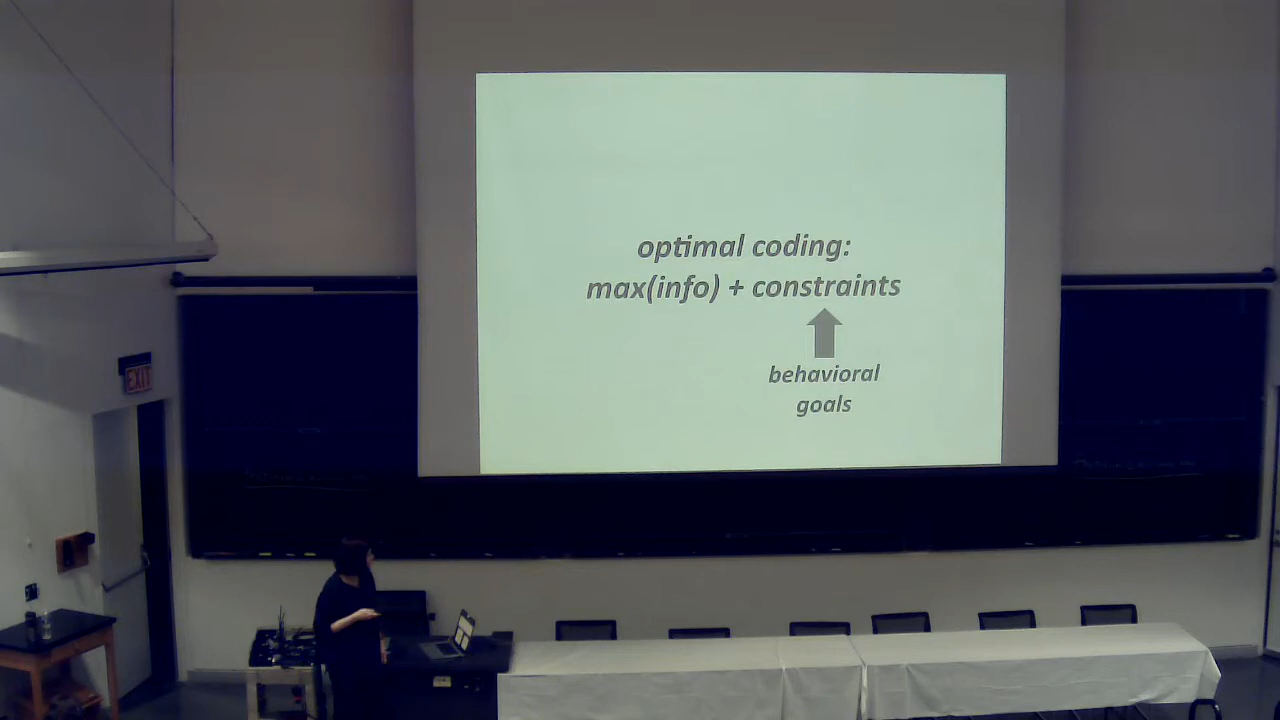 optimal coding:
max(info) + constraints
behavioral
goals
EXIT